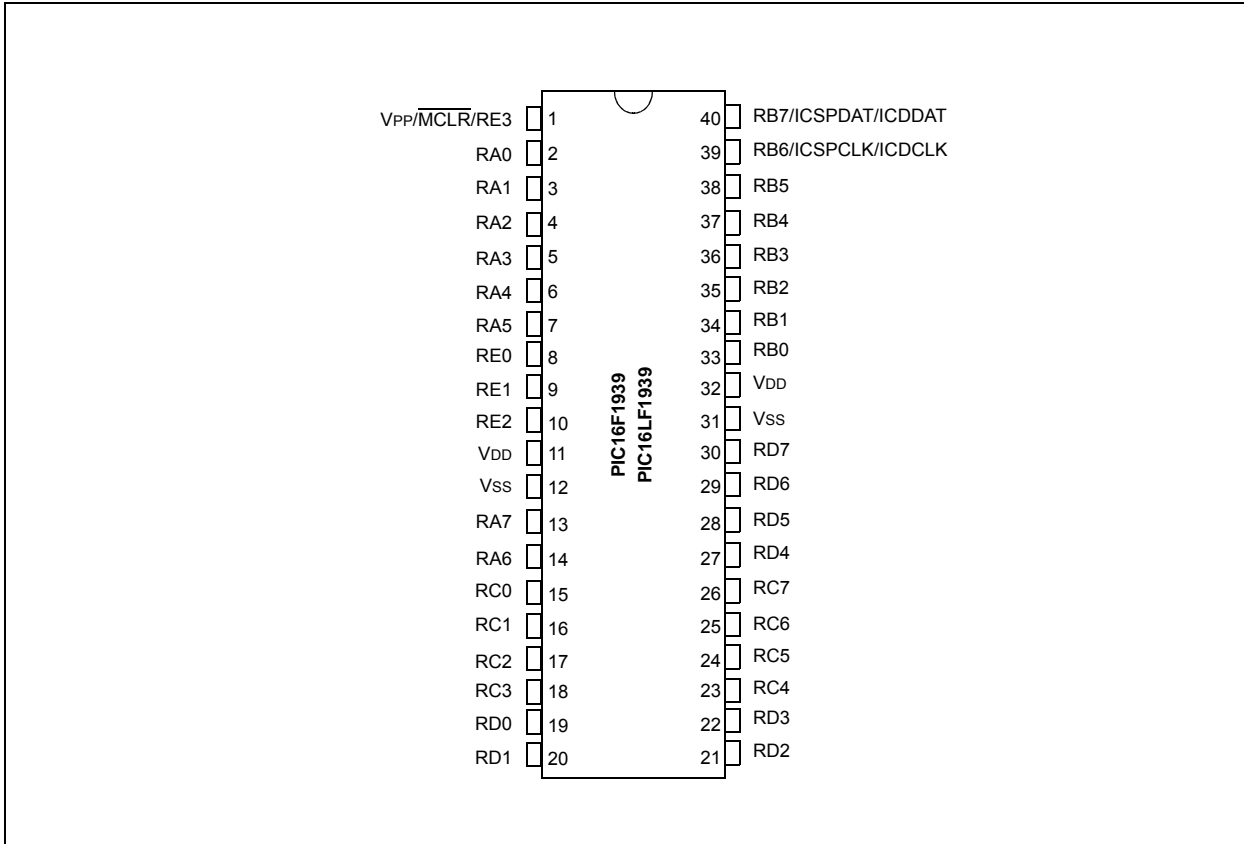 VPP/MCLR/RE3 1 40 RB7/ICSPDAT/ICDDAT
RA0 2 39 RB6/ICSPCLK/ICDCLK
RA1 3 38 RB5
RA2 4 37 RB4
RA3 5 36 RB3
RA4 6 35 RB2
RA5 7 34 RB1
RE0 8 33 RB0
RE1 9 32 VDD
RE2 10 31 VSS
VDD 11 30 RD7
VSS 12 29 RD6
RA7 13 28 RD5
RA6 14 27 RD4
RC0 15 26 RC7
RC1 16 25 RC6
RC2 17 24 RC5
RC3 18 23 RC4
RD0 19 22 RD3
RD1 20 21 RD2
PIC16F1939
PIC16LF1939